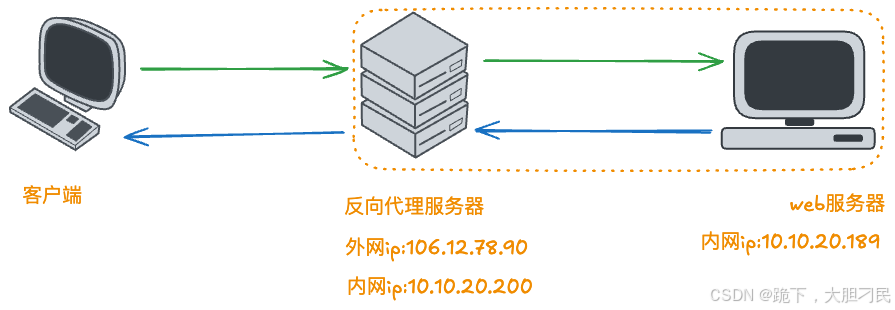 客户端
反向代理服务器
外网ip:106.12.78.90
内网ip:10.10.20.200
web服务器
内网ip:10.10.20.189
CSDN @跪下，大胆刁民